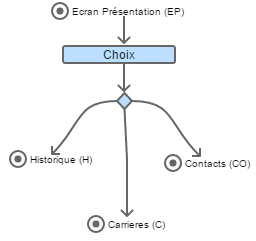 Ecran Présentation (EP)
Choix
Historique (H)
Contacts (CO)
Carrieres (C)